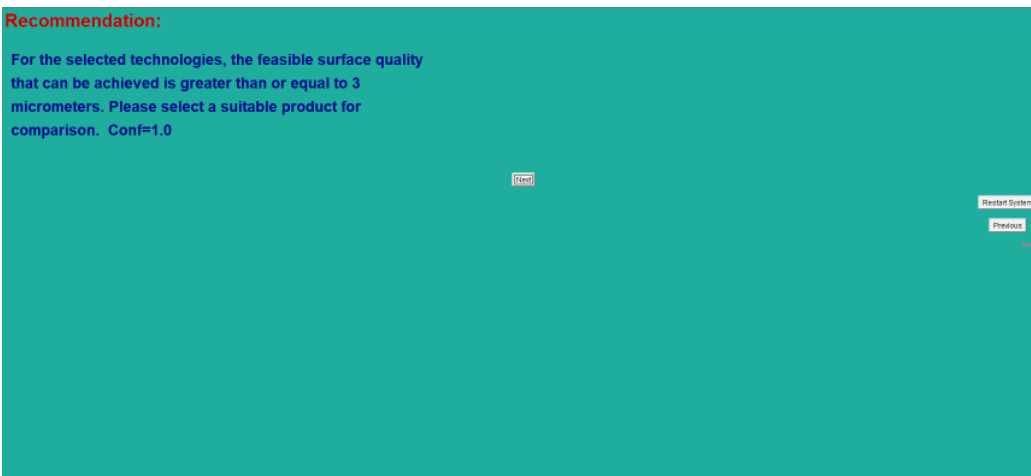 Recommendation:
For the selected technologies, the feasible surface quality
that can be achieved is greater than or equal to 3
micrometers. Please select a suitable product for
comparison.  Conf=1.0
Next
Restart System
Previous